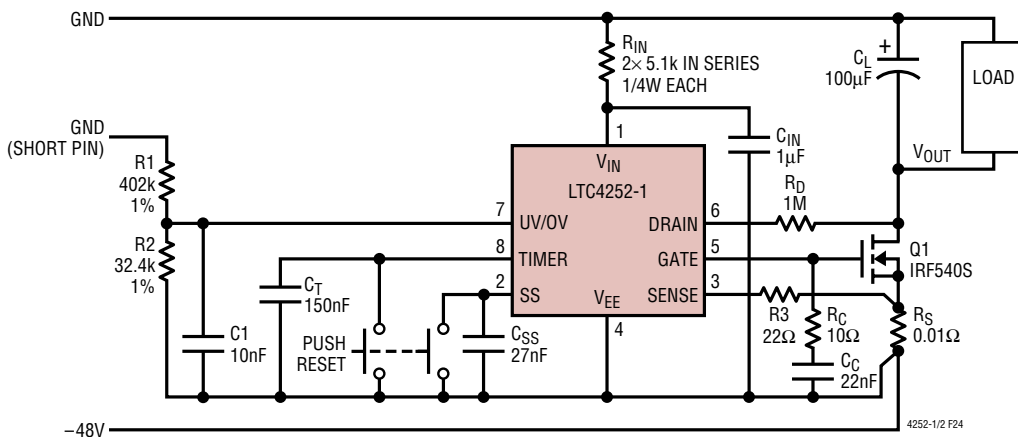 GND
R_IN
2× 5.1k IN SERIES
1/4W EACH
+
C_L
100µF
LOAD
GND
(SHORT PIN)
R1
402k
1%
1
C_IN
1µF
V_IN
LTC4252-1
V_OUT
R_D
1M
7
UV/OV
DRAIN
6
R2
32.4k
1%
8
TIMER
GATE
5
Q1
IRF540S
C_T
150nF
2
SS
V_EE
SENSE
3
4
C1
10nF
PUSH
RESET
C_SS
27nF
R3
22Ω
R_C
10Ω
R_S
0.01Ω
C_C
22nF
–48V
4252-1/2 F24